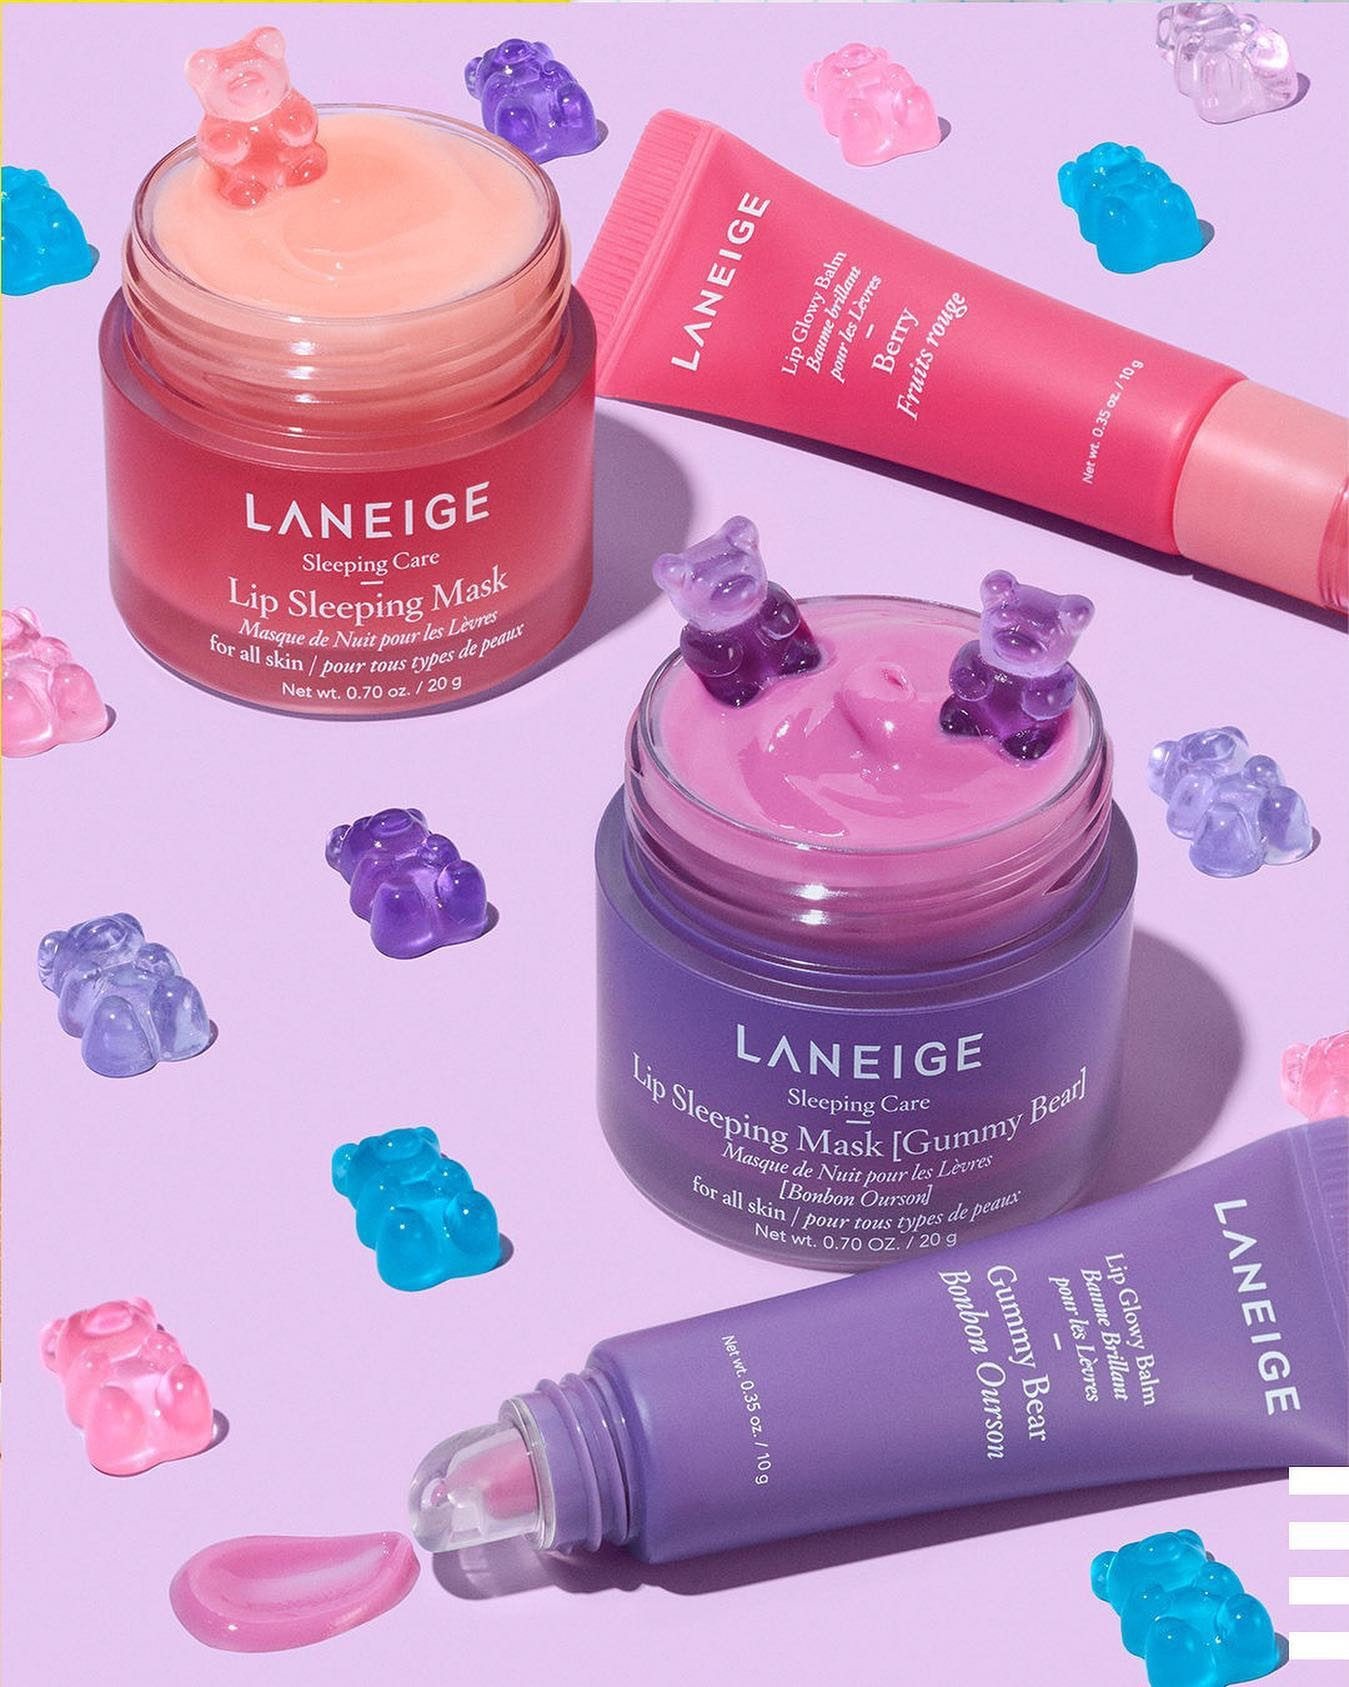 LANEIGE
Sleeping Care
Lip Sleeping Mask
Masque de Nuit pour les Lèvres
for all skin / pour tous types de peaux
Net wt. 0.70 oz. / 20 g
LANEIGE
Lip Glowy Balm
Baume brillant
pour les Lèvres
Berry
Fruits rouge
Net wt. 0.35 oz. / 10 g
LANEIGE
Sleeping Care
Lip Sleeping Mask [Gummy Bear]
Masque de Nuit pour les Lèvres
[Bonbon Ourson]
for all skin / pour tous types de peaux
Net wt. 0.70 OZ. / 20 g
LANEIGE
Lip Glowy Balm
Baume Brillant
pour les Lèvres
Gummy Bear
Bonbon Ourson
Net wt. 0.35 oz. / 10 g